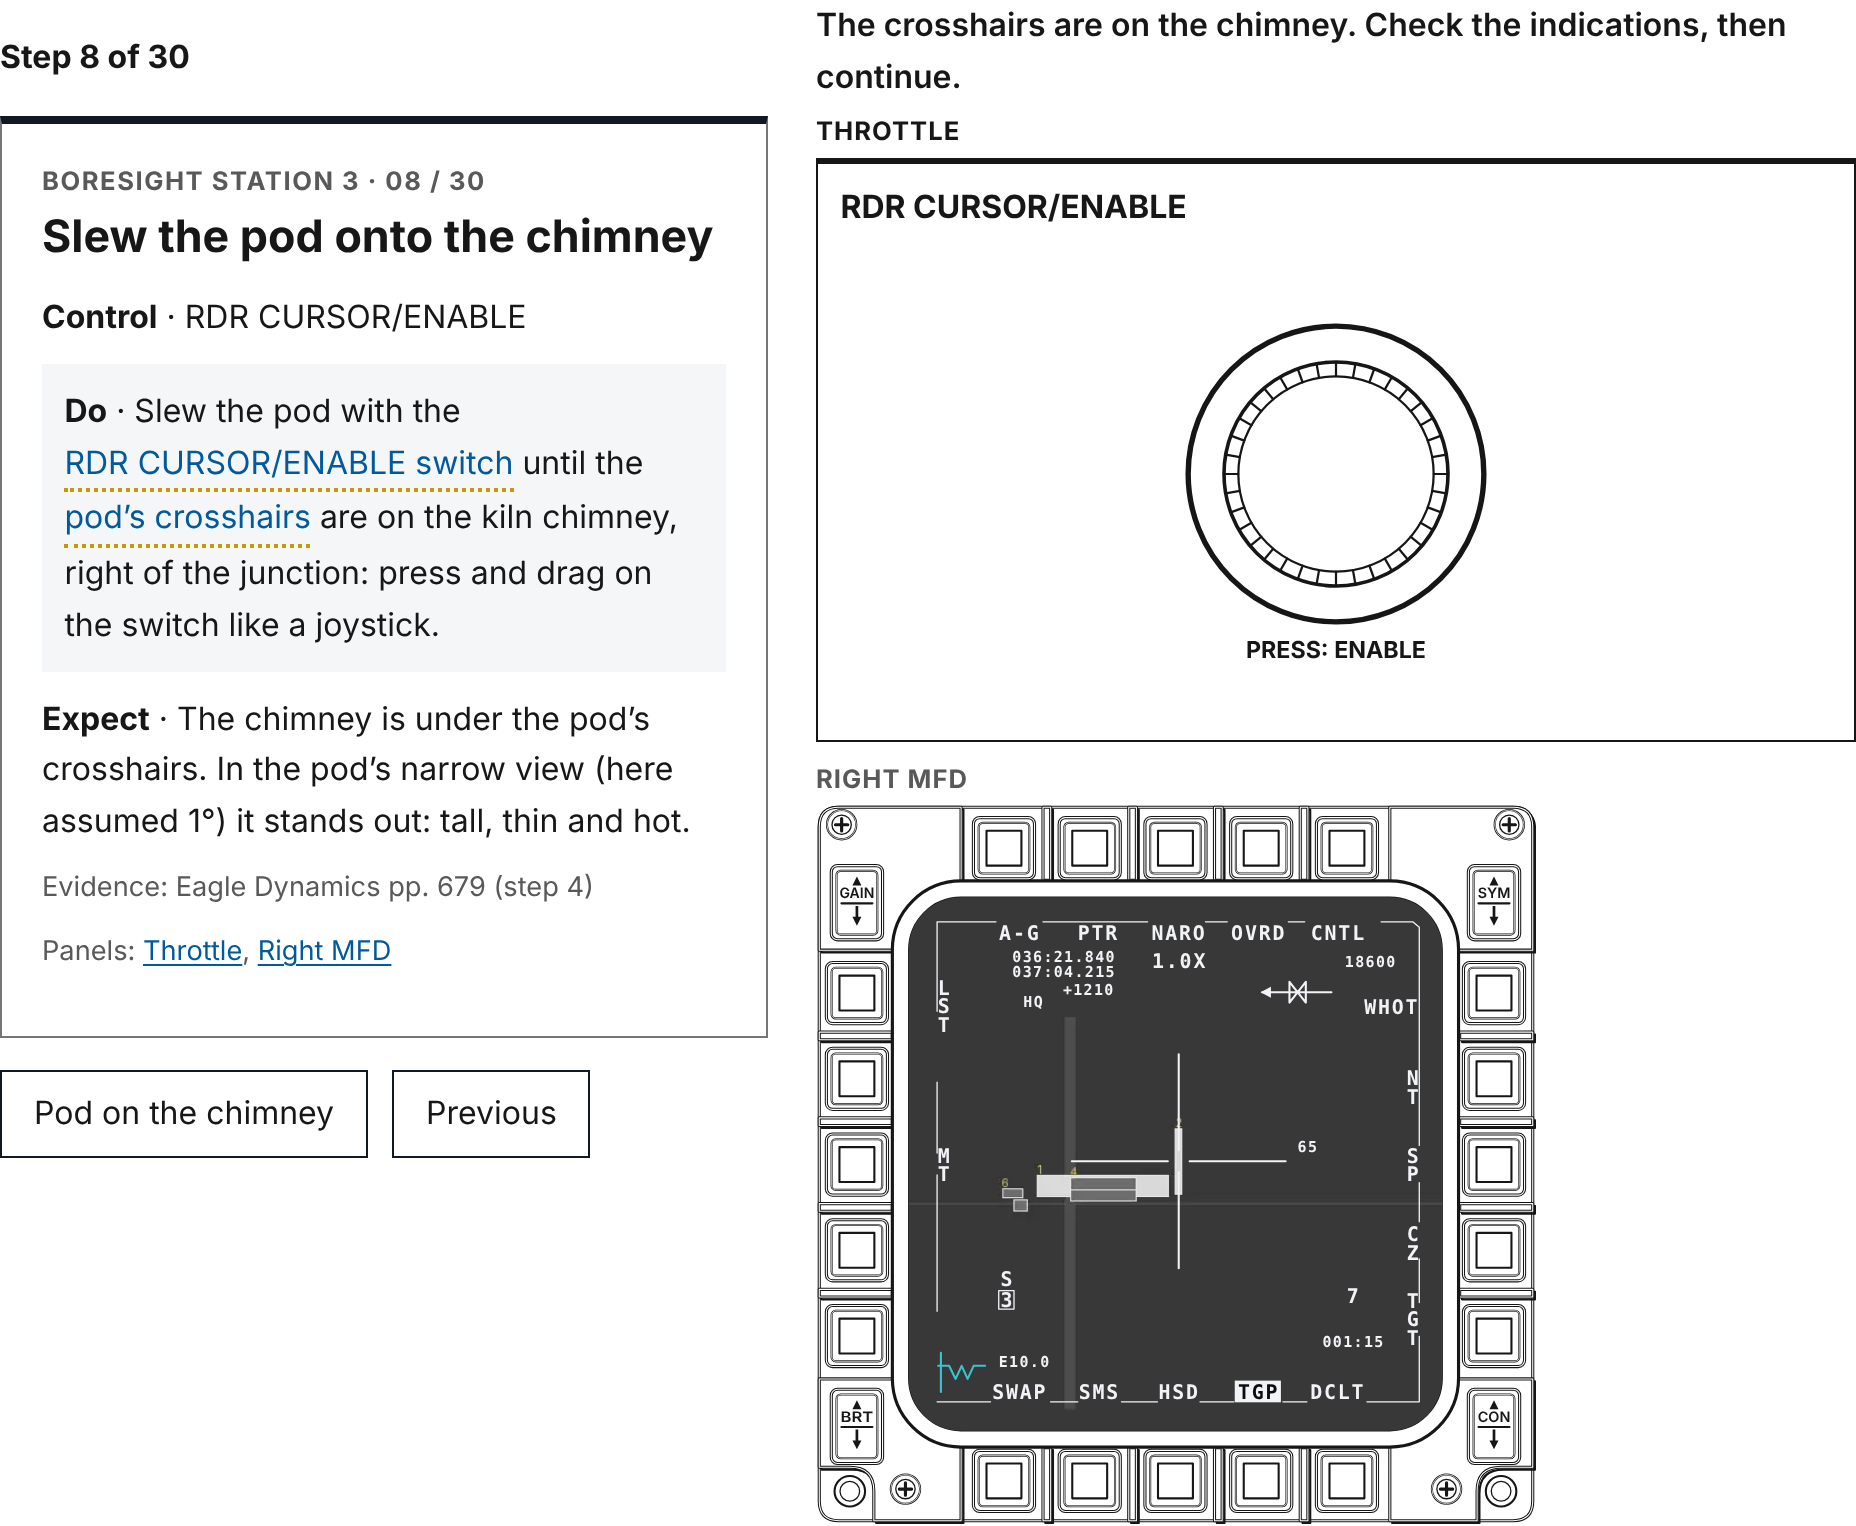 Step 8 of 30
BORESIGHT STATION 3 · 08 / 30
Slew the pod onto the chimney
Control · RDR CURSOR/ENABLE
Do · Slew the pod with the
RDR CURSOR/ENABLE switch until the
pod’s crosshairs are on the kiln chimney,
right of the junction: press and drag on
the switch like a joystick.
Expect · The chimney is under the pod’s
crosshairs. In the pod’s narrow view (here
assumed 1°) it stands out: tall, thin and hot.
Evidence: Eagle Dynamics pp. 679 (step 4)
Panels: Throttle, Right MFD
Pod on the chimney
Previous
The crosshairs are on the chimney. Check the indications, then
continue.
THROTTLE
RDR CURSOR/ENABLE
PRESS: ENABLE
RIGHT MFD
GAIN
SYM
A-G PTR NARO OVRD CNTL
036:21.840
037:04.215
1.0X
18600
+1210
HQ
LST
WHOT
NT
65
MT
SP
1
4
6
CZ
S
3
7
TGT
001:15
E10.0
SWAP SMS HSD TGP DCLT
BRT
CON